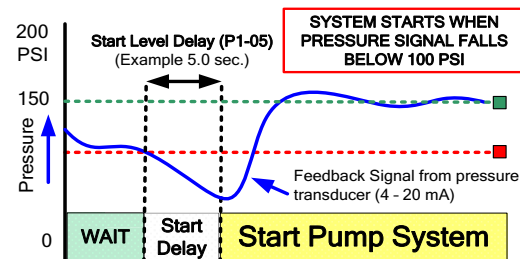 200
PSI
150
Pressure
0
Start Level Delay (P1-05)
(Example 5.0 sec.)
SYSTEM STARTS WHEN
PRESSURE SIGNAL FALLS
BELOW 100 PSI
Feedback Signal from pressure
transducer (4 - 20 mA)
WAIT
Start
Delay
Start Pump System